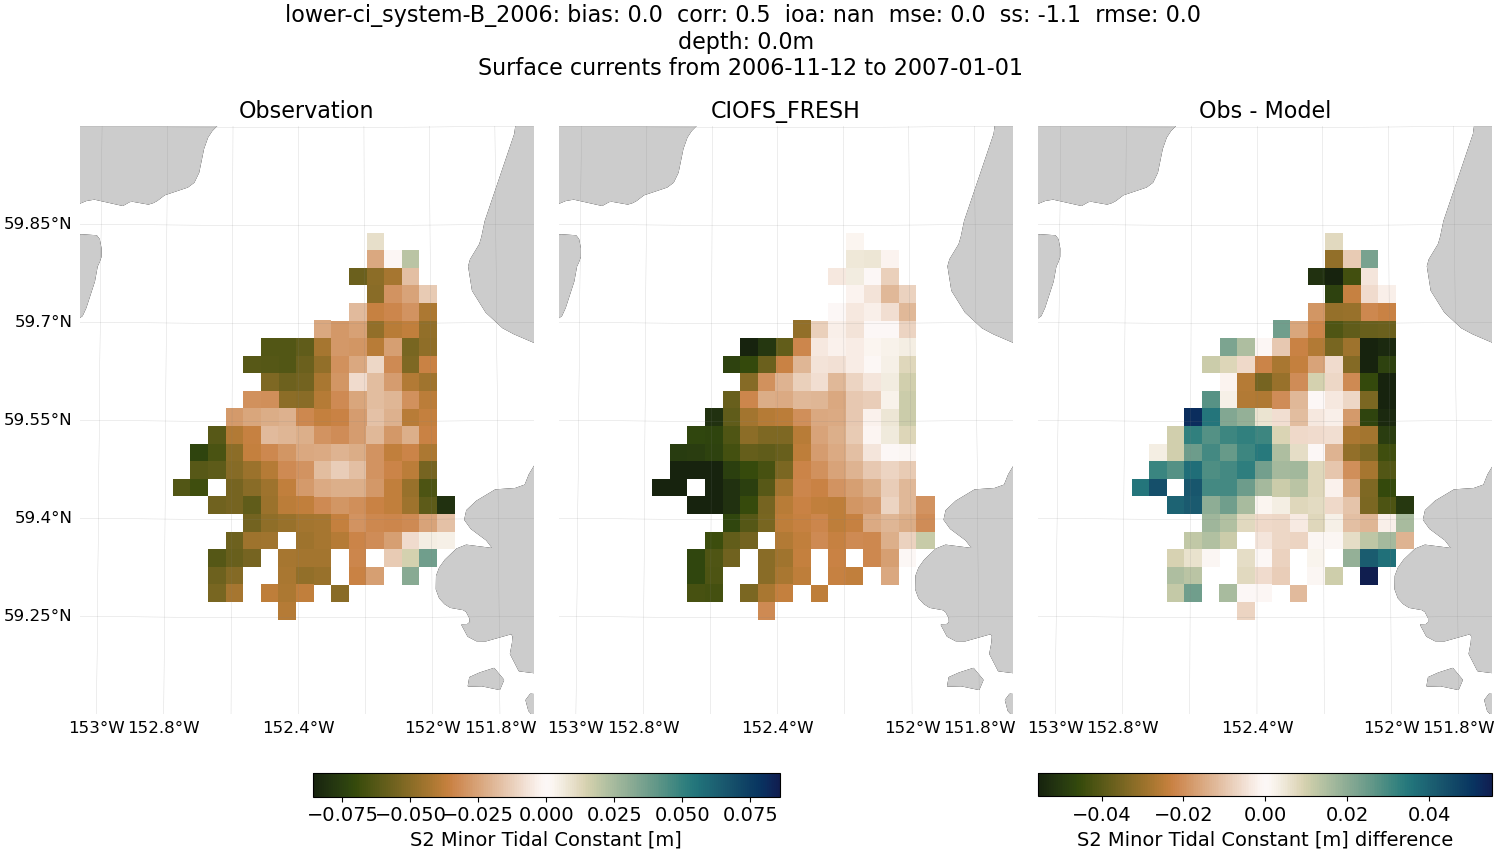 lower-ci_system-B_2006: bias: 0.0  corr: 0.5  ioa: nan  mse: 0.0  ss: -1.1  rmse: 0.0
depth: 0.0m
Surface currents from 2006-11-12 to 2007-01-01
Observation
CIOFS_FRESH
Obs - Model
59.85°N
59.7°N
59.55°N
59.4°N
59.25°N
153°W 152.8°W 152.4°W 152°W 151.8°W
153°W 152.8°W 152.4°W 152°W 151.8°W
153°W 152.8°W 152.4°W 152°W 151.8°W
−0.075 −0.050 −0.025 0.000 0.025 0.050 0.075
S2 Minor Tidal Constant [m]
−0.04 −0.02 0.00 0.02 0.04
S2 Minor Tidal Constant [m] difference